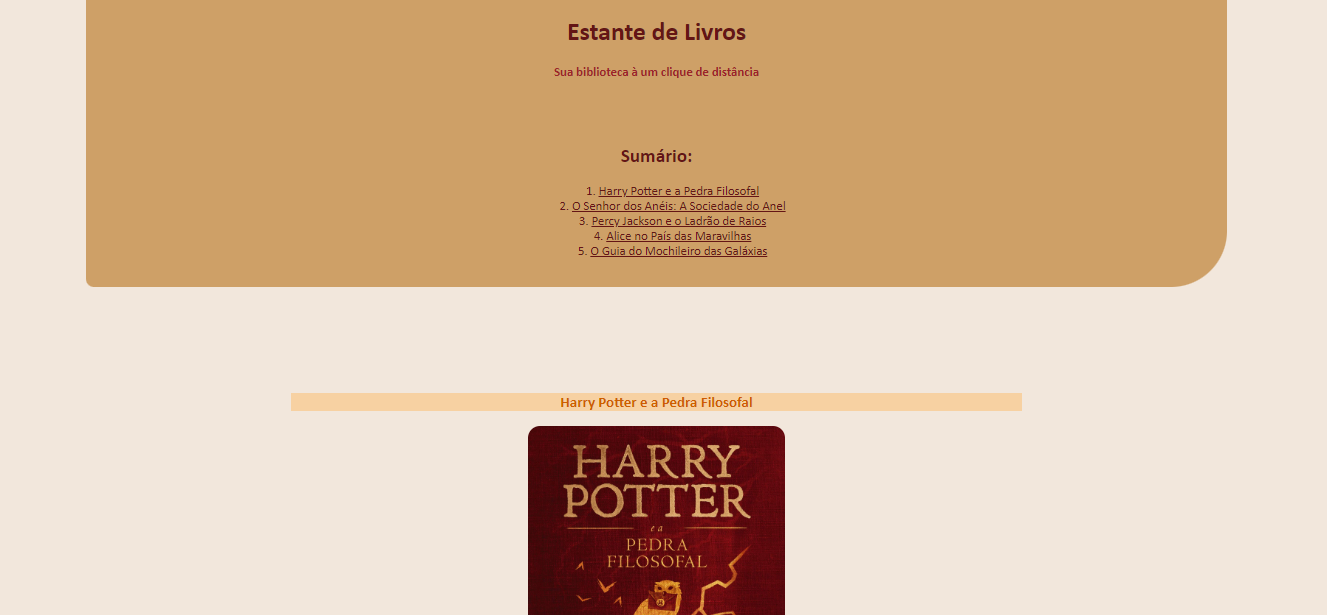 Estante de Livros
Sua biblioteca à um clique de distância
Sumário:
1. Harry Potter e a Pedra Filosofal
2. O Senhor dos Anéis: A Sociedade do Anel
3. Percy Jackson e o Ladrão de Raios
4. Alice no País das Maravilhas
5. O Guia do Mochileiro das Galáxias
Harry Potter e a Pedra Filosofal
HARRY
POTTER
e a
PEDRA
FILOSOFAL